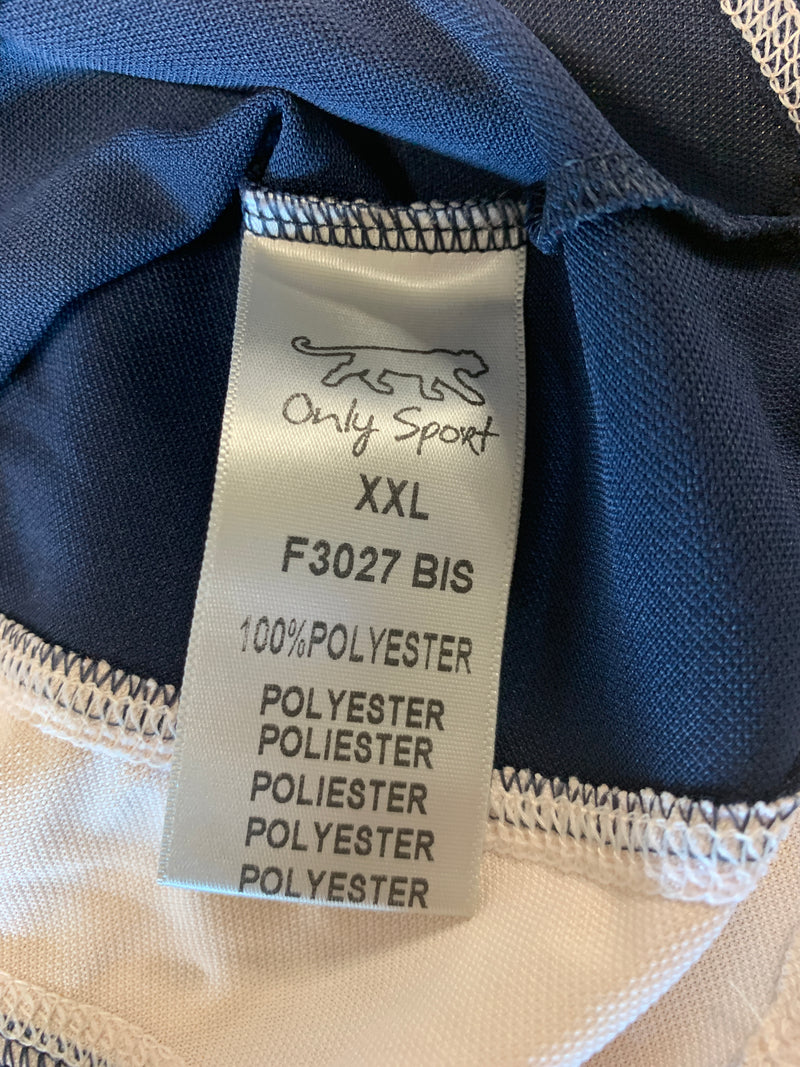 Only Sport
XXL
F3027 BIS
100%POLYESTER
POLYESTER
POLIESTER
POLIESTER
POLYESTER
POLYESTER